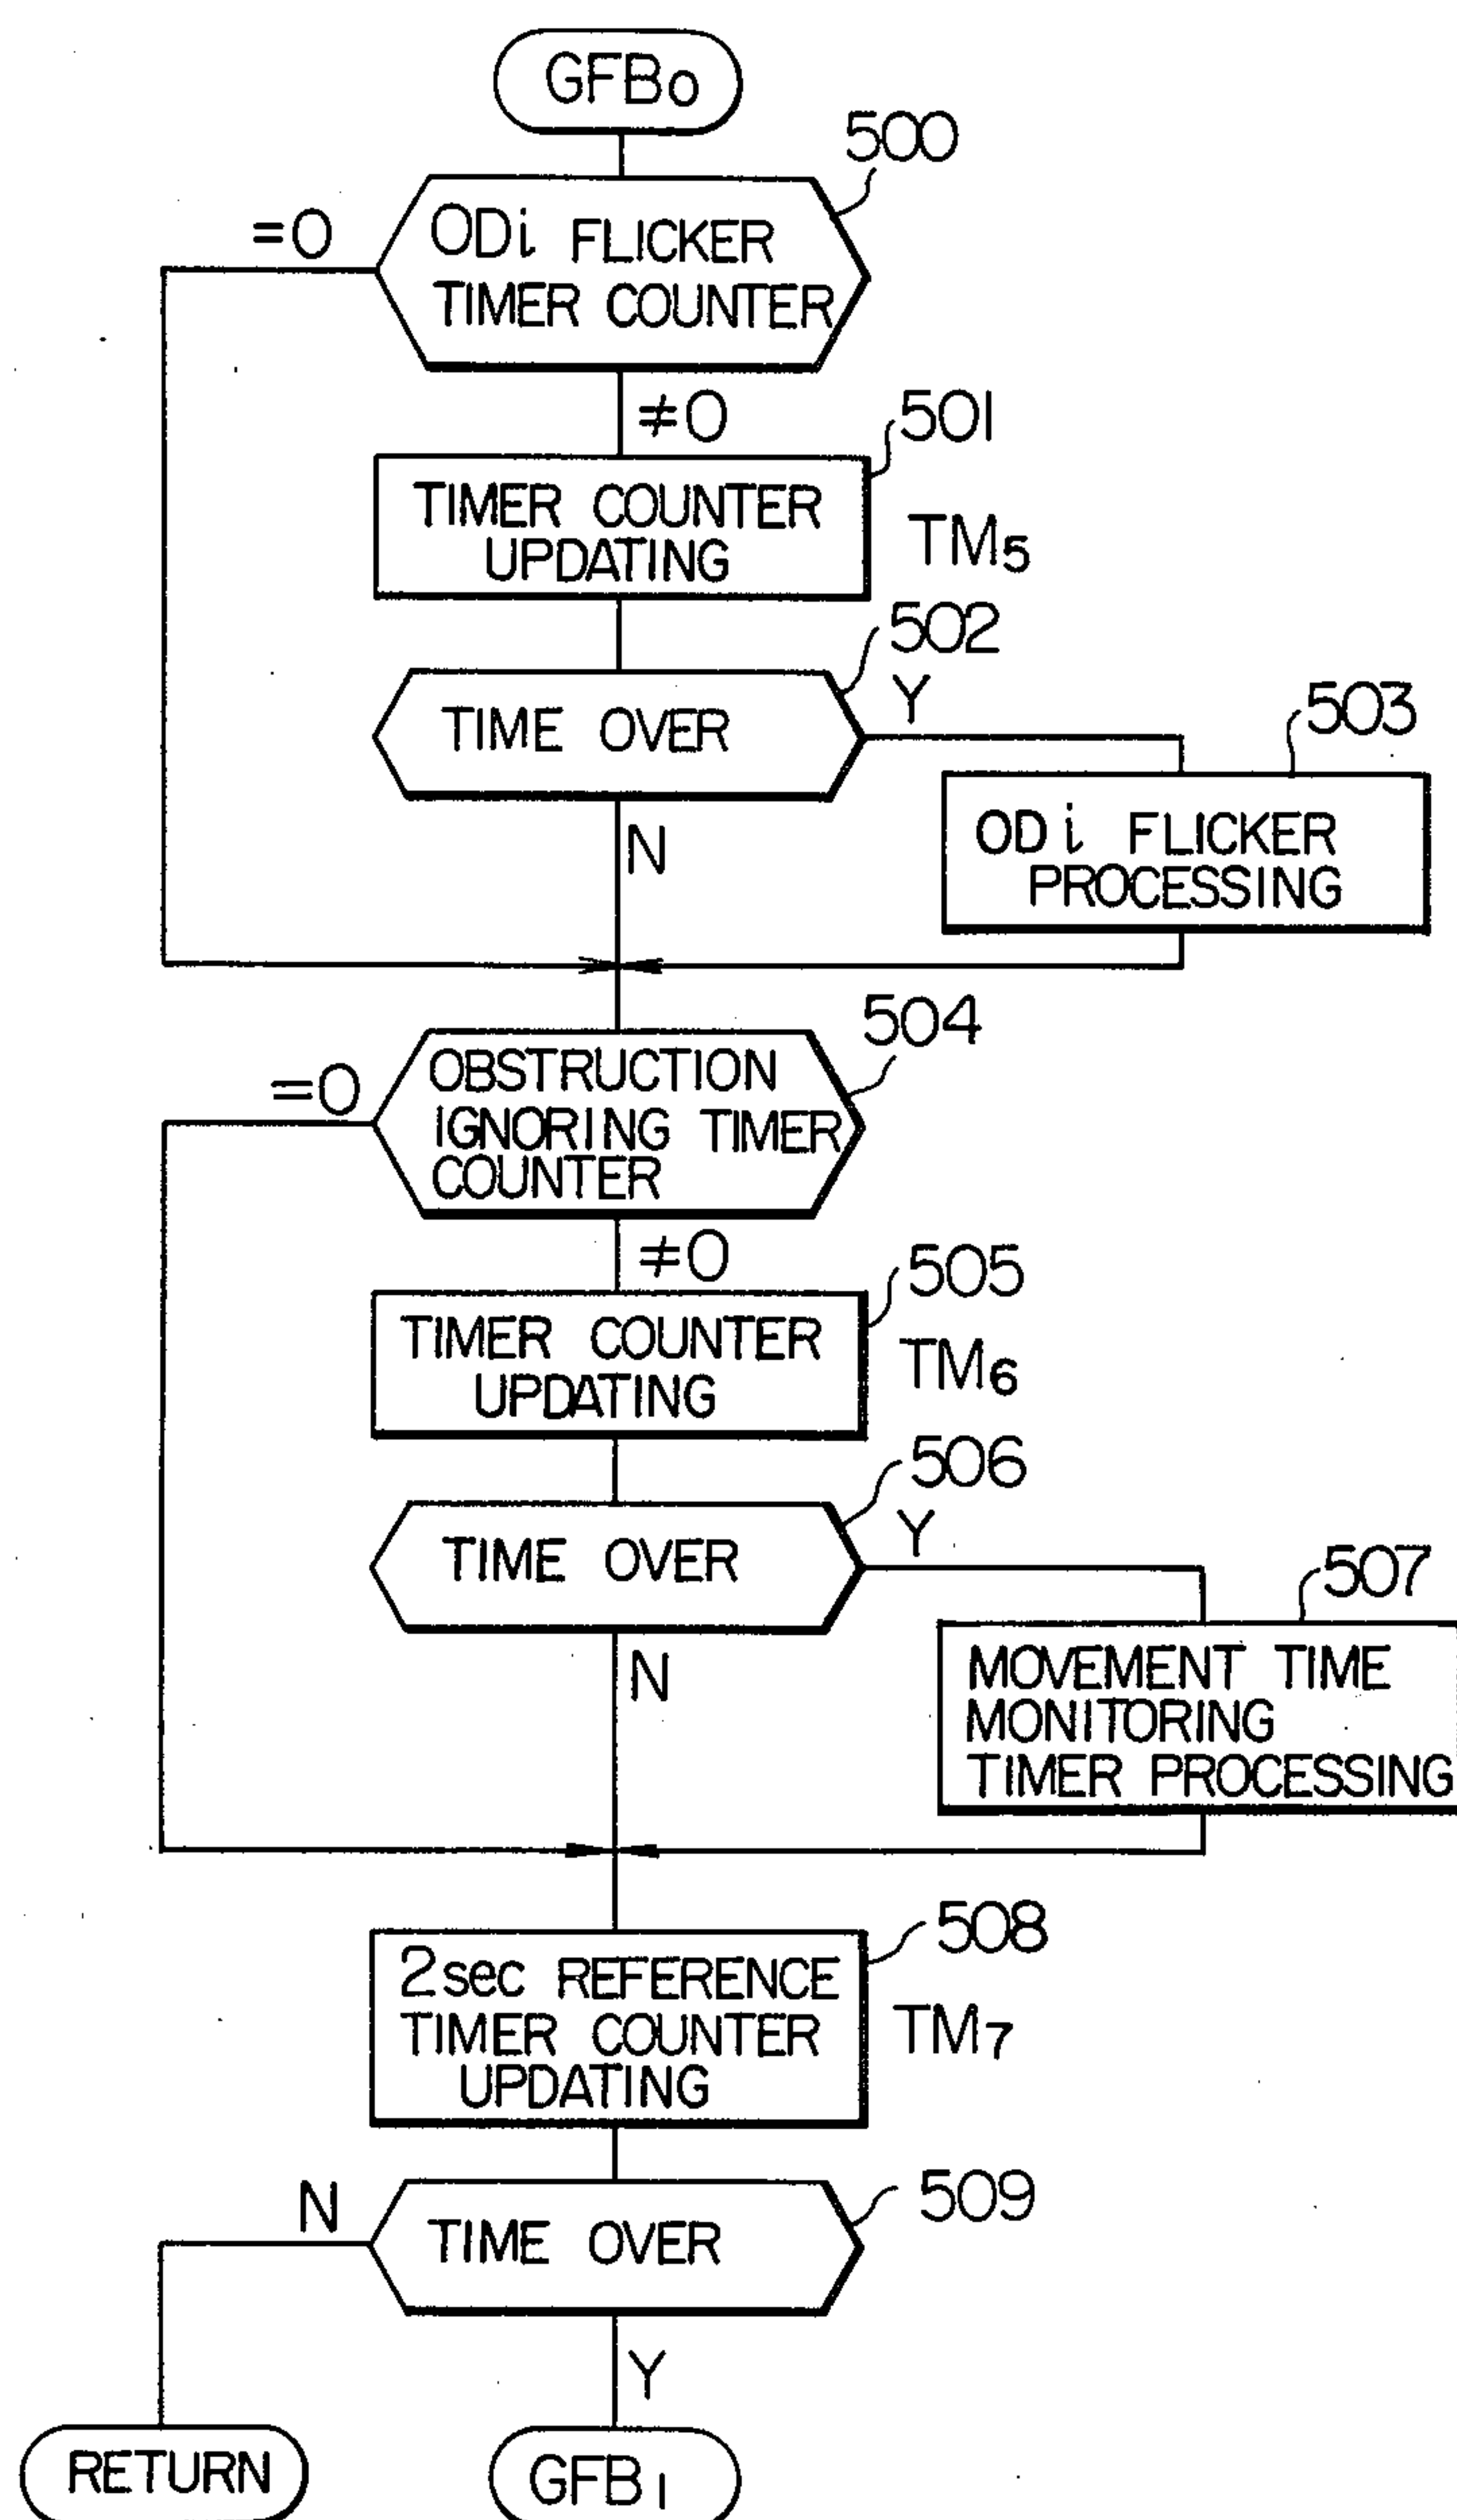 GFB0
500
=0
ODi FLICKER
TIMER COUNTER
≠0
501
TIMER COUNTER
UPDATING
TM5
502
TIME OVER
Y
503
N
ODi FLICKER
PROCESSING
504
=0
OBSTRUCTION
IGNORING TIMER
COUNTER
≠0
505
TIMER COUNTER
UPDATING
TM6
506
TIME OVER
Y
507
N
MOVEMENT TIME
MONITORING
TIMER PROCESSING
508
2sec REFERENCE
TIMER COUNTER
UPDATING
TM7
509
N
TIME OVER
Y
RETURN
GFB1